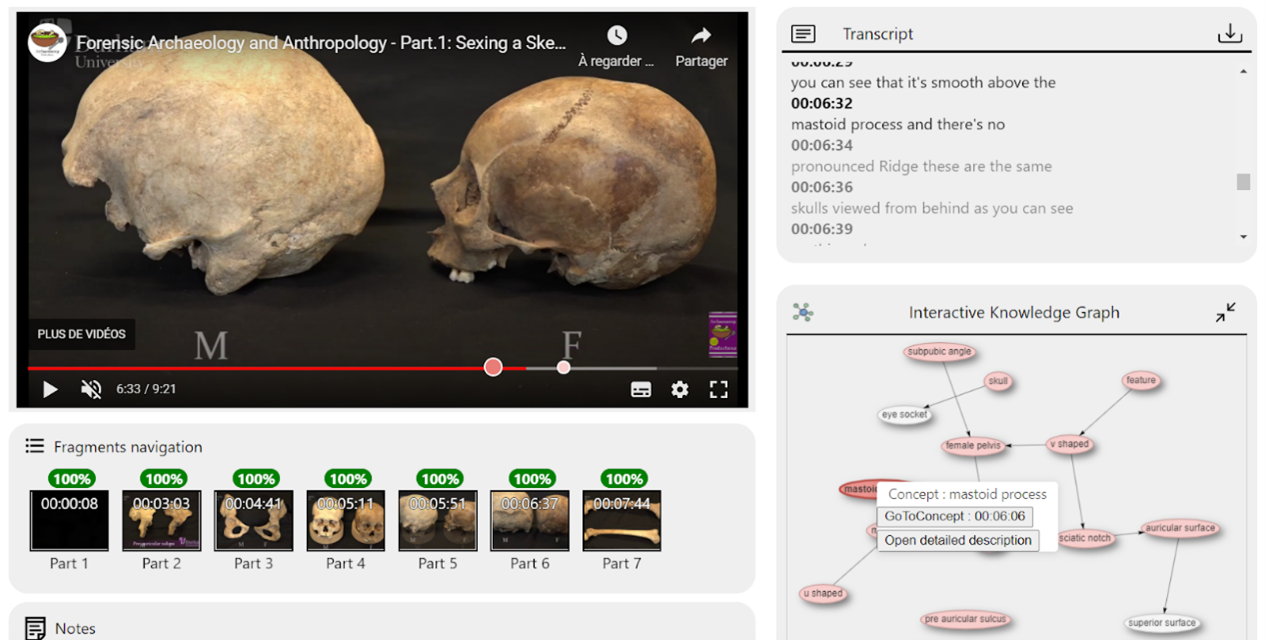 Forensic Archaeology and Anthropology - Part.1: Sexing a Ske...
University
À regarder ...
Partager
PLUS DE VIDÉOS
M
F
6:33 / 9:21
Fragments navigation
100%
100%
100%
100%
100%
100%
100%
00:00:08
00:03:03
00:04:41
00:05:11
00:05:51
00:06:37
00:07:44
Part 1
Part 2
Part 3
Part 4
Part 5
Part 6
Part 7
Notes
Transcript
00:06:29
you can see that it's smooth above the
00:06:32
mastoid process and there's no
00:06:34
pronounced Ridge these are the same
00:06:36
skulls viewed from behind as you can see
00:06:39
Interactive Knowledge Graph
subpubic angle
skull
feature
eye socket
female pelvis
v shaped
Concept : mastoid process
GoToConcept : 00:06:06
Open detailed description
sciatic notch
auricular surface
u shaped
pre auricular sulcus
superior surface